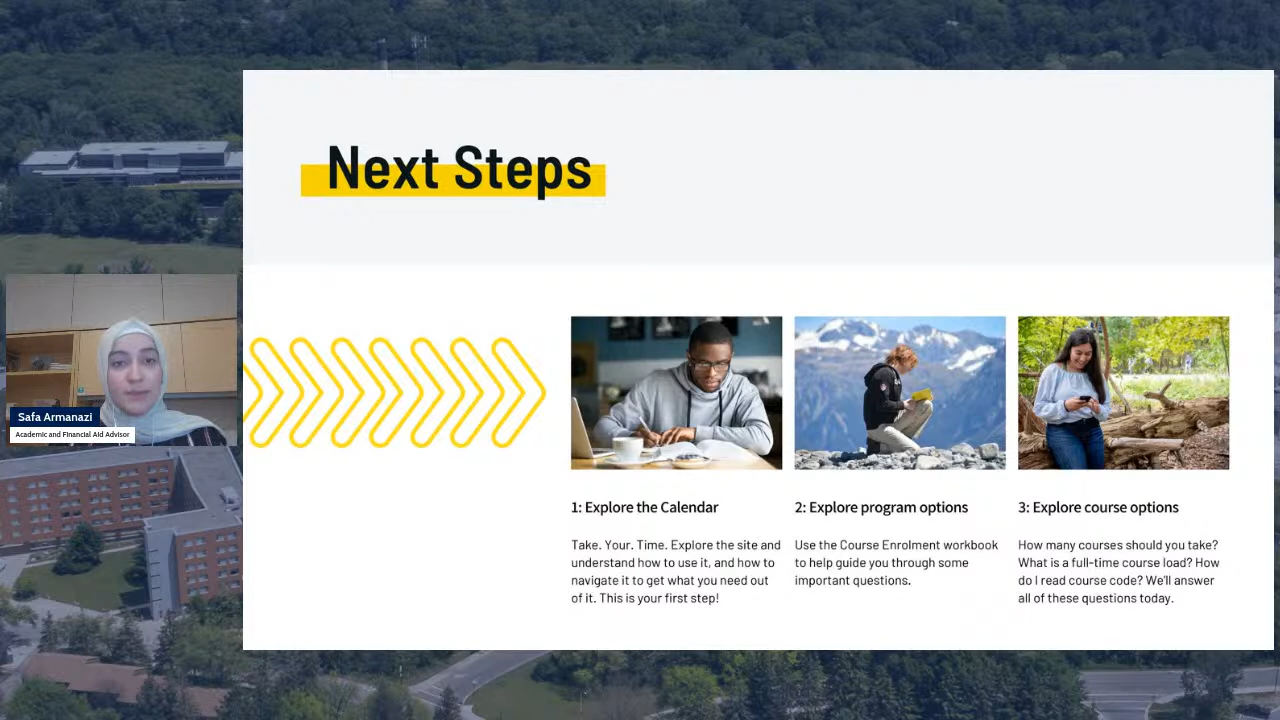 Next Steps
Safa Armanazi
Academic and Financial Aid Advisor
1: Explore the Calendar
Take. Your. Time. Explore the site and
understand how to use it, and how to
navigate it to get what you need out
of it. This is your first step!
2: Explore program options
Use the Course Enrolment workbook
to help guide you through some
important questions.
3: Explore course options
How many courses should you take?
What is a full-time course load? How
do I read course code? We'll answer
all of these questions today.